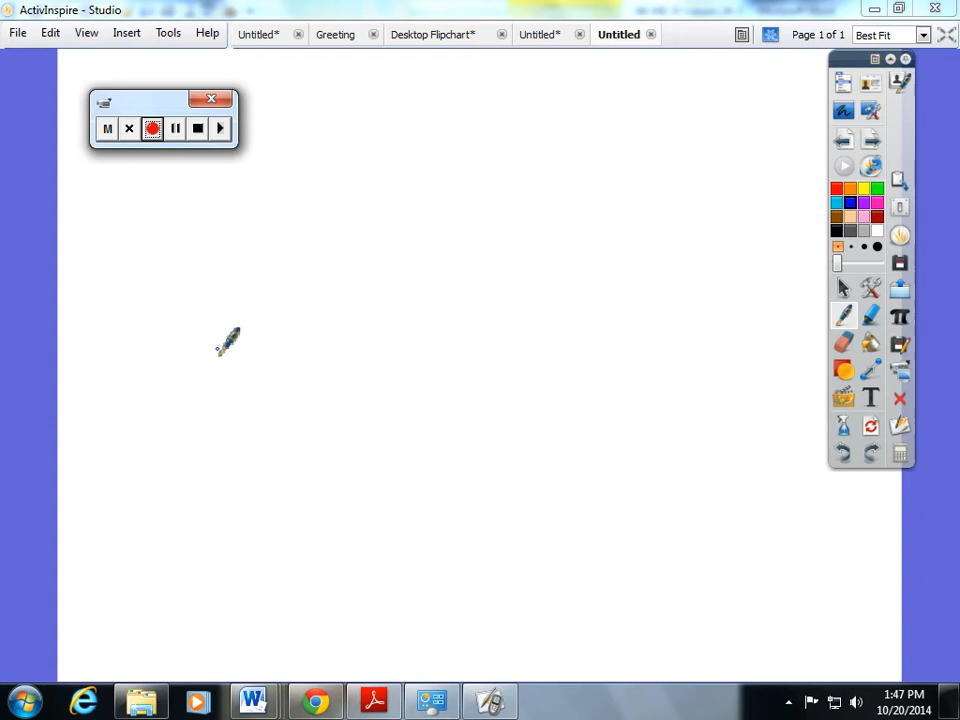 ActivInspire - Studio
File Edit View Insert Tools Help
Untitled* Greeting Desktop Flipchart* Untitled* Untitled
Page 1 of 1 Best Fit
M
1:47 PM
10/20/2014